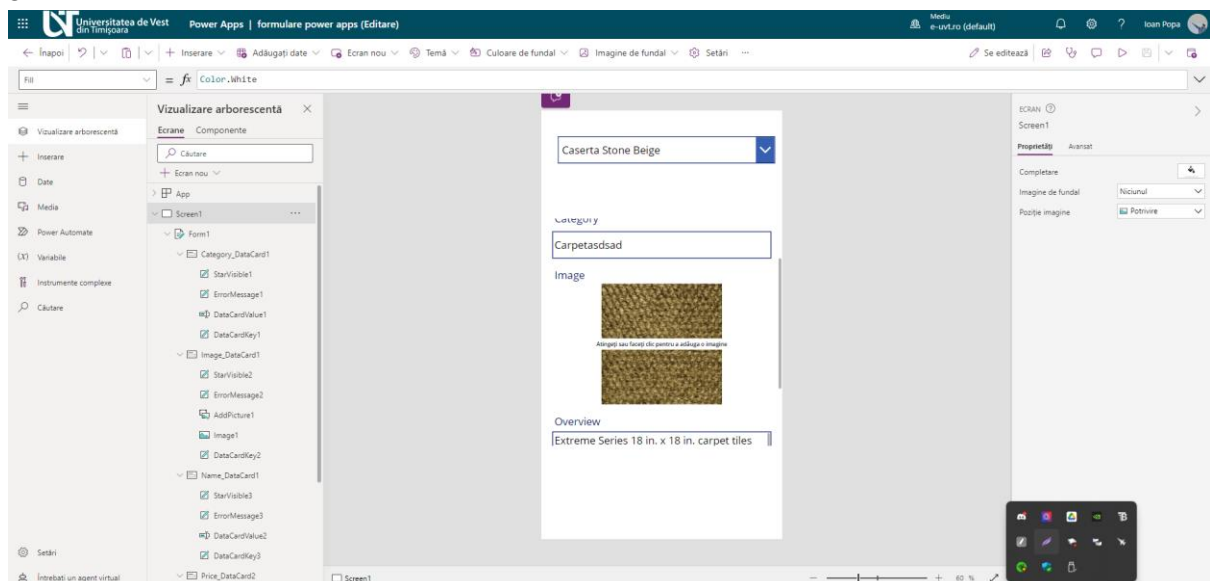 Universitatea de Vest
din Timișoara
Power Apps | formulare power apps (Editare)
Mediu
e-uvt.ro (default)
Ioan Popa
Înapoi
Inserare
Adăugați date
Ecran nou
Temă
Culoare de fundal
Imagine de fundal
Setări
Se editează
Fill
= fx Color.White
Vizualizare arborescentă
Inserare
Date
Media
Power Automate
Variabile
Instrumente complexe
Căutare
Setări
Întrebați un agent virtual
Vizualizare arborescentă
Ecrane Componente
Căutare
Ecran nou
App
Screen1
Form1
Category_DataCard1
StarVisible1
ErrorMessage1
DataCardValue1
DataCardKey1
Image_DataCard1
StarVisible2
ErrorMessage2
AddPicture1
Image1
DataCardKey2
Name_DataCard1
StarVisible3
ErrorMessage3
DataCardValue2
DataCardKey3
Price_DataCard2
Caserta Stone Beige
Category
Carpetasdsad
Image
Atingeți sau faceți clic pentru a adăuga o imagine
Overview
Extreme Series 18 in. x 18 in. carpet tiles
Screen1
60 %
ECRAN
Screen1
Proprietăți Avansat
Completare
Imagine de fundal Niciunul
Poziție imagine Potrivire